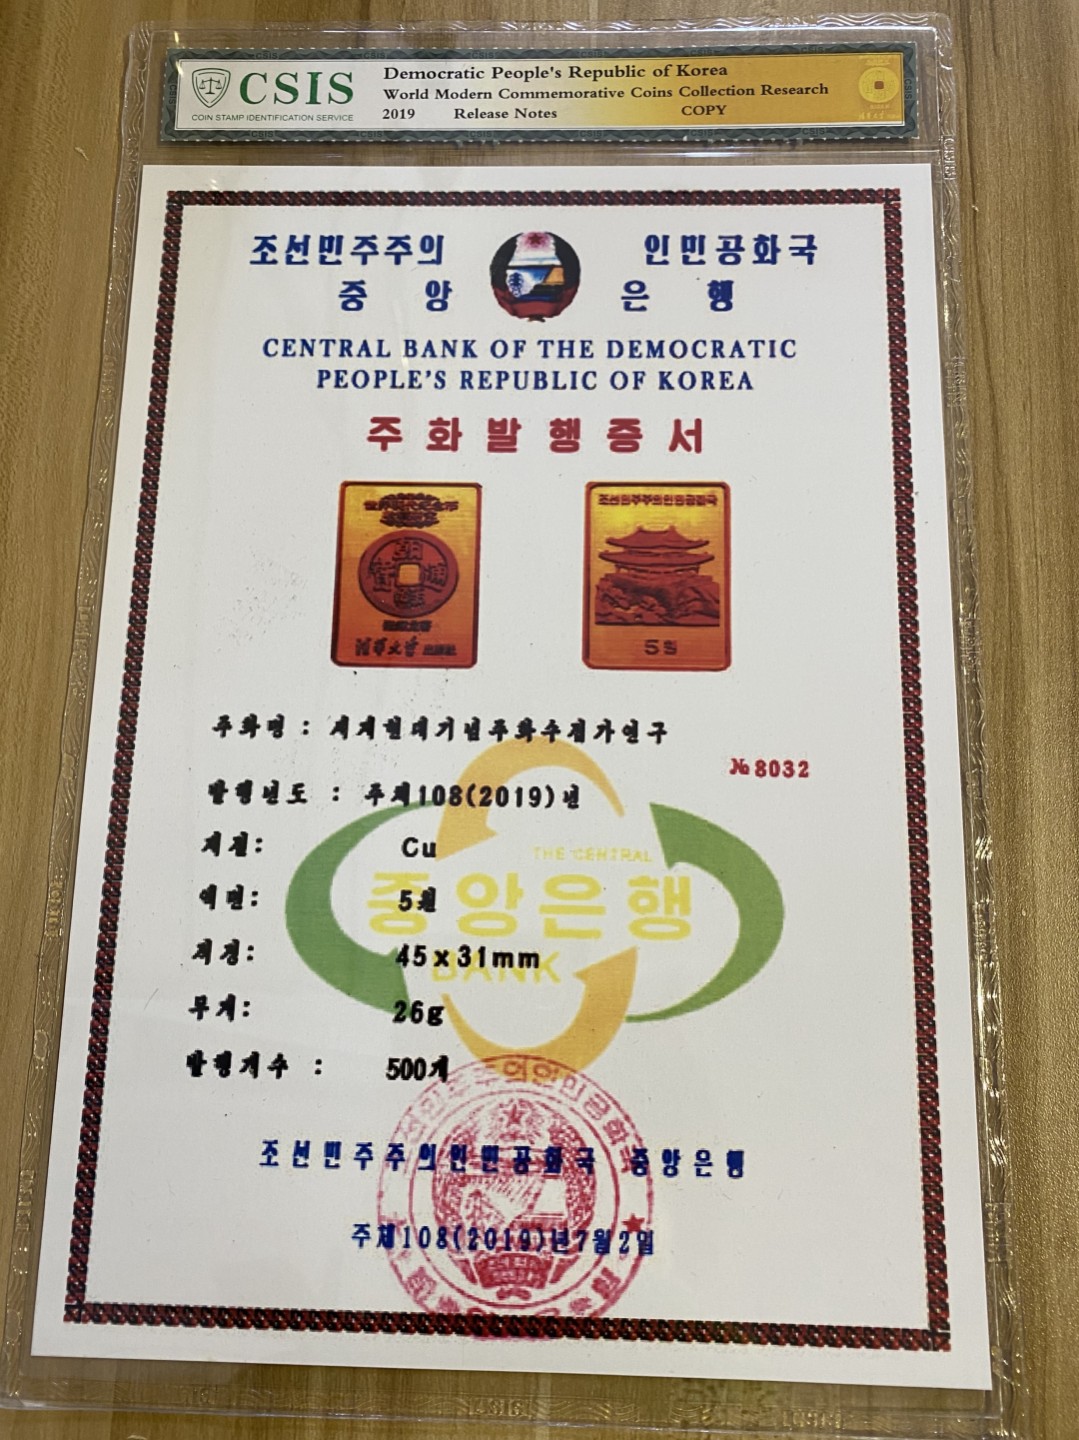 CSIS
COIN STAMP IDENTIFICATION SERVICE
Democratic People's Republic of Korea
World Modern Commemorative Coins Collection Research
2019 Release Notes COPY
조선민주주의 인민공화국
중앙은행
CENTRAL BANK OF THE DEMOCRATIC
PEOPLE'S REPUBLIC OF KOREA
주화발행증서
조선민주주의인민공화국
5원
주화명 : 세계현대기념주화수집가연구
№8032
발행년도 : 주체108(2019)년
재질: Cu
THE CENTRAL
액면: 5원
중앙은행
직경: 45x31mm
BANK
무게: 26g
발행개수 : 500개
조선민주주의인민공화국 중앙은행
주체108(2019)년7월2일